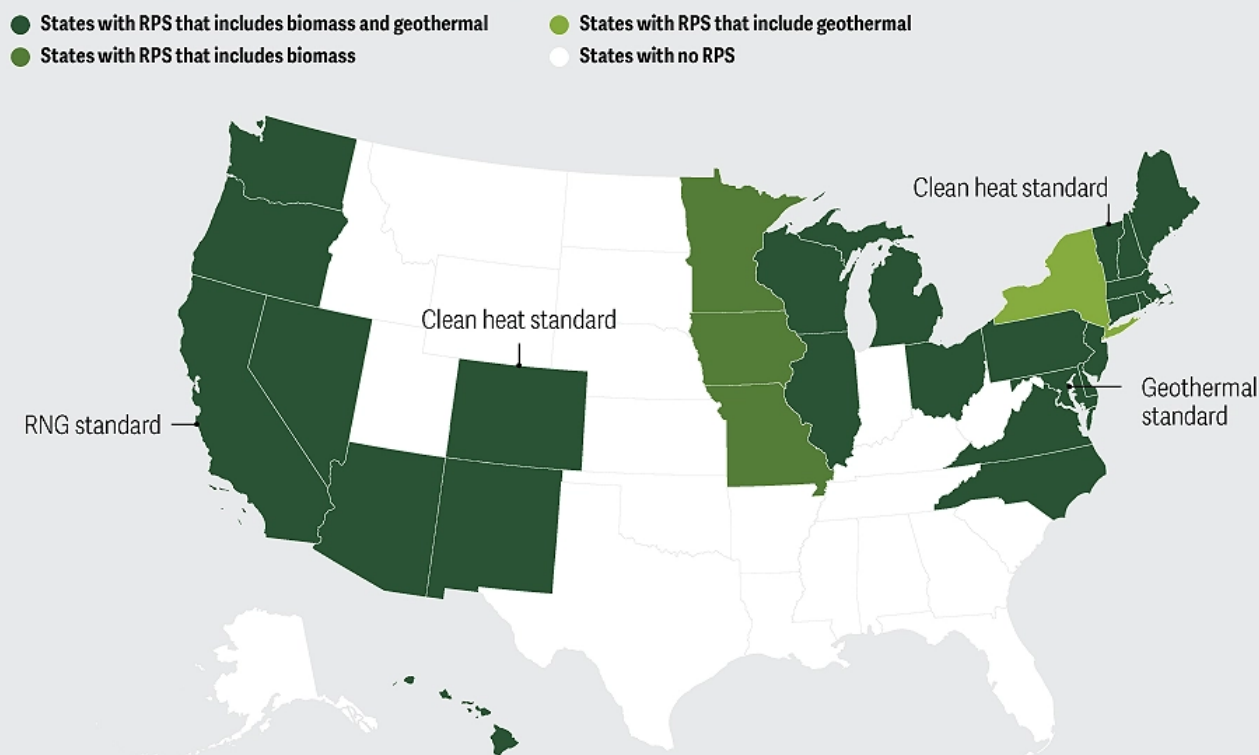 States with RPS that includes biomass and geothermal
States with RPS that include geothermal
States with RPS that includes biomass
States with no RPS
Clean heat standard
Clean heat standard
Geothermal
standard
RNG standard